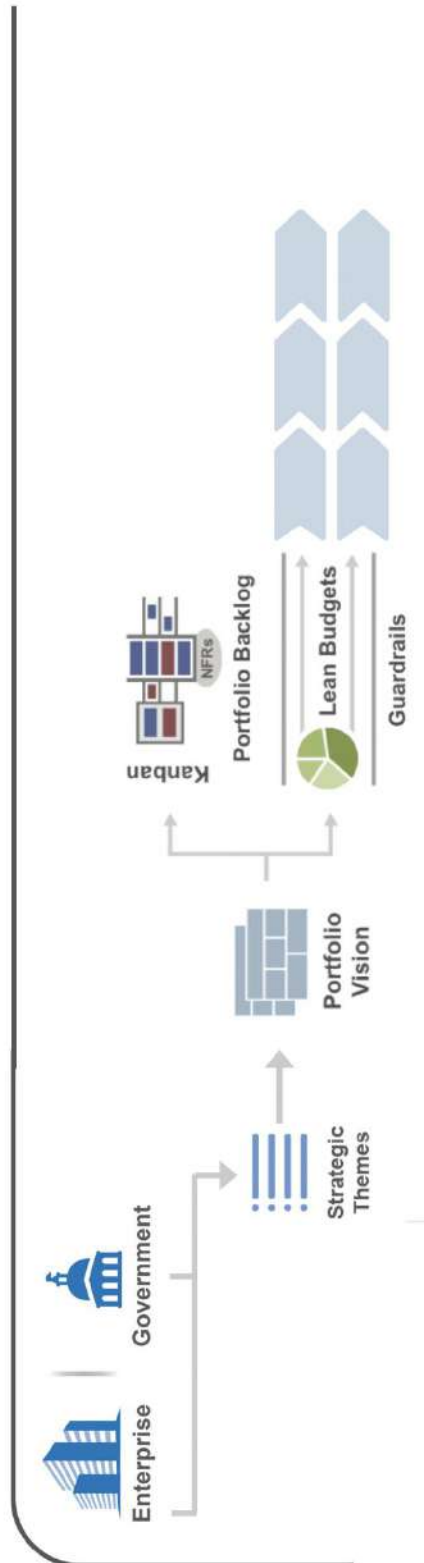 Enterprise
Government
Strategic
Themes
Portfolio
Vision
Kanban
NFRs
Portfolio Backlog
Lean Budgets
Guardrails